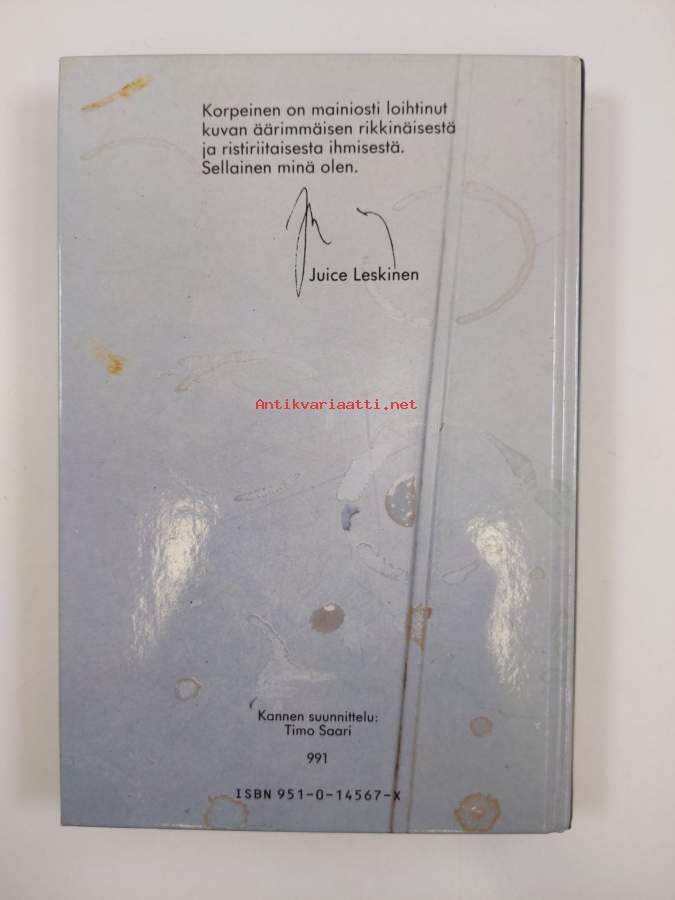 Korpeinen on mainiosti loihtinut
kuvan äärimmäisen rikkinäisestä
ja ristiriitaisesta ihmisestä.
Sellainen minä olen.
Juice Leskinen
Antikvariaatti.net
Kannen suunnittelu:
Timo Saari
991
ISBN 951-0-14567-X